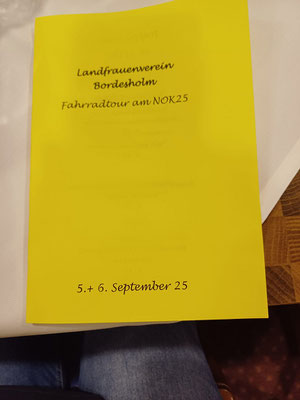 Landfrauenverein
Bordesholm
Fahrradtour am NOK25
5.+ 6. September 25